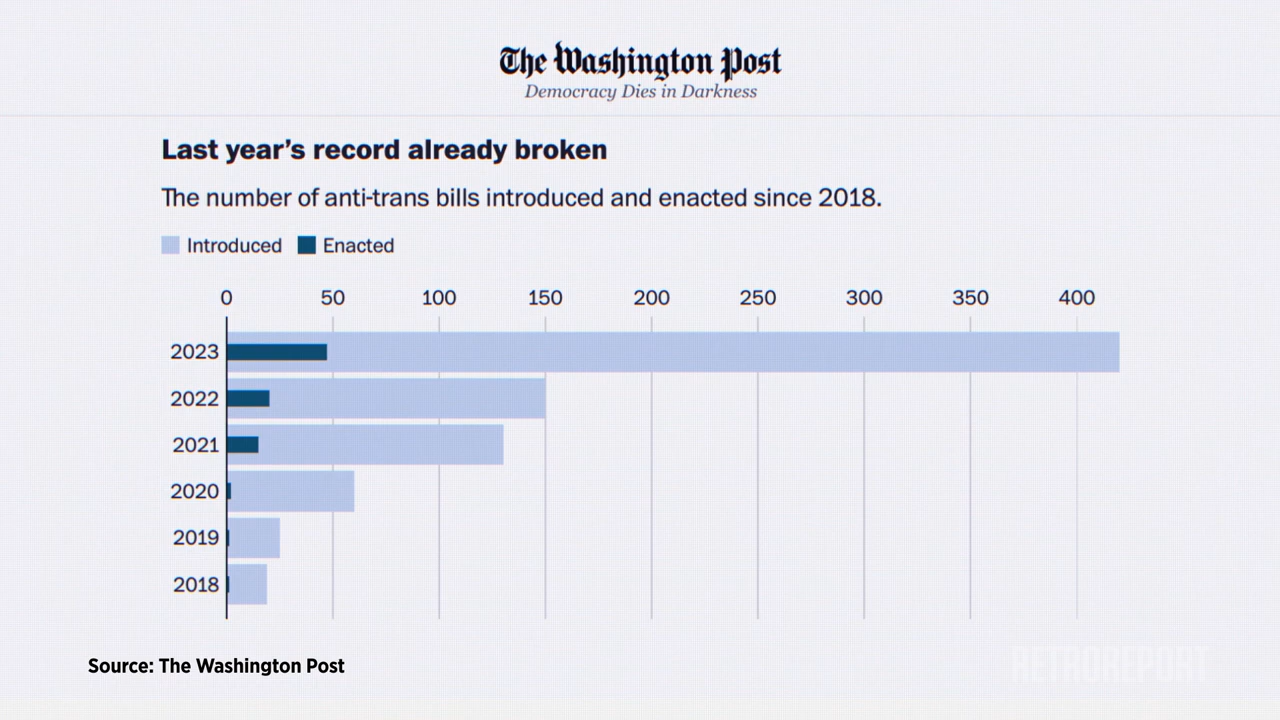 The Washington Post
Democracy Dies in Darkness
Last year's record already broken
The number of anti-trans bills introduced and enacted since 2018.
Introduced Enacted
0 50 100 150 200 250 300 350 400
2023
2022
2021
2020
2019
2018
Source: The Washington Post
RETROREPORT